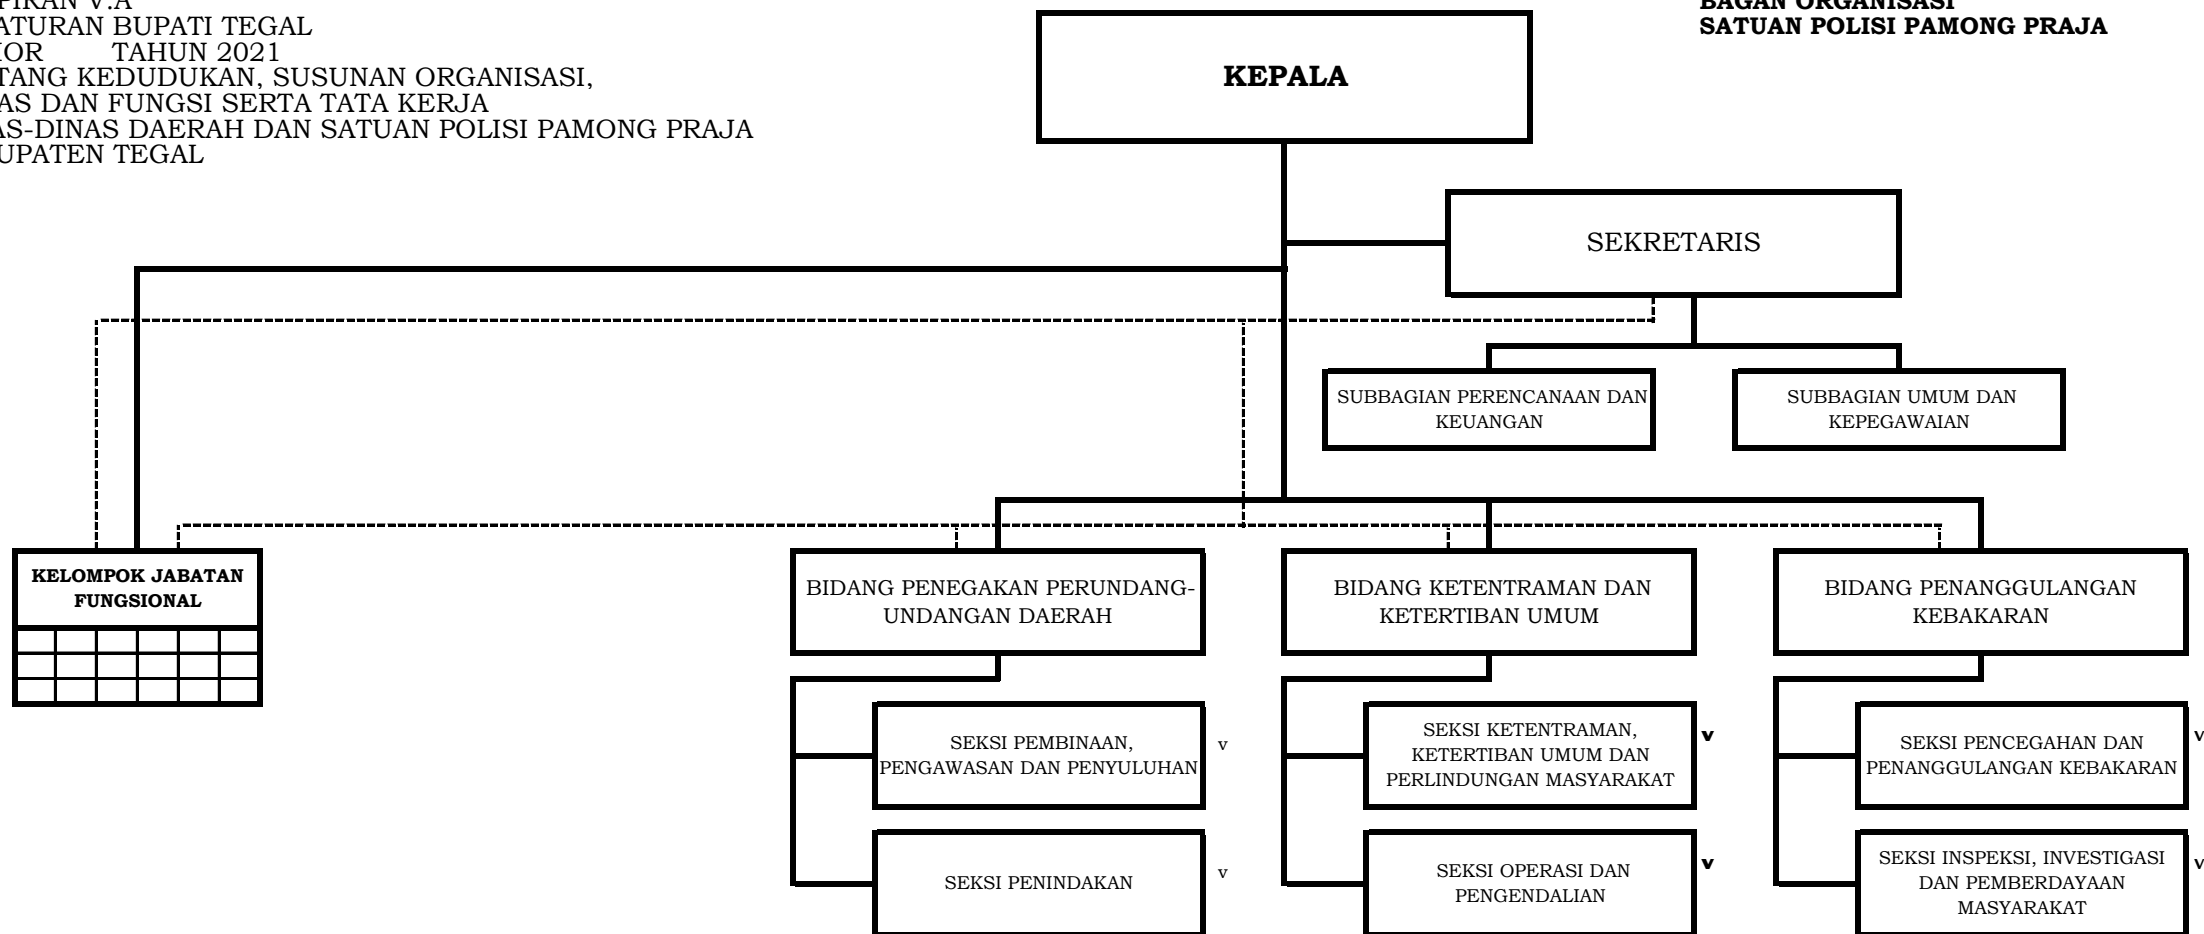 PIRAN V.A
ATURAN BUPATI TEGAL
TAHUN 2021
TANG KEDUDUKAN, SUSUNAN ORGANISASI,
AS DAN FUNGSI SERTA TATA KERJA
AS-DINAS DAERAH DAN SATUAN POLISI PAMONG PRAJA
UPATEN TEGAL
BAGAN ORGANISASI
SATUAN POLISI PAMONG PRAJA
KEPALA
SEKRETARIS
SUBBAGIAN PERENCANAAN DAN
KEUANGAN
SUBBAGIAN UMUM DAN
KEPEGAWAIAN
KELOMPOK JABATAN
FUNGSIONAL
BIDANG PENEGAKAN PERUNDANG-
UNDANGAN DAERAH
BIDANG KETENTRAMAN DAN
KETERTIBAN UMUM
BIDANG PENANGGULANGAN
KEBAKARAN
SEKSI PEMBINAAN,
PENGAWASAN DAN PENYULUHAN
v
SEKSI KETENTRAMAN,
KETERTIBAN UMUM DAN
PERLINDUNGAN MASYARAKAT
v
SEKSI PENCEGAHAN DAN
PENANGGULANGAN KEBAKARAN
v
SEKSI PENINDAKAN
v
SEKSI OPERASI DAN
PENGENDALIAN
v
SEKSI INSPEKSI, INVESTIGASI
DAN PEMBERDAYAAN
MASYARAKAT
v